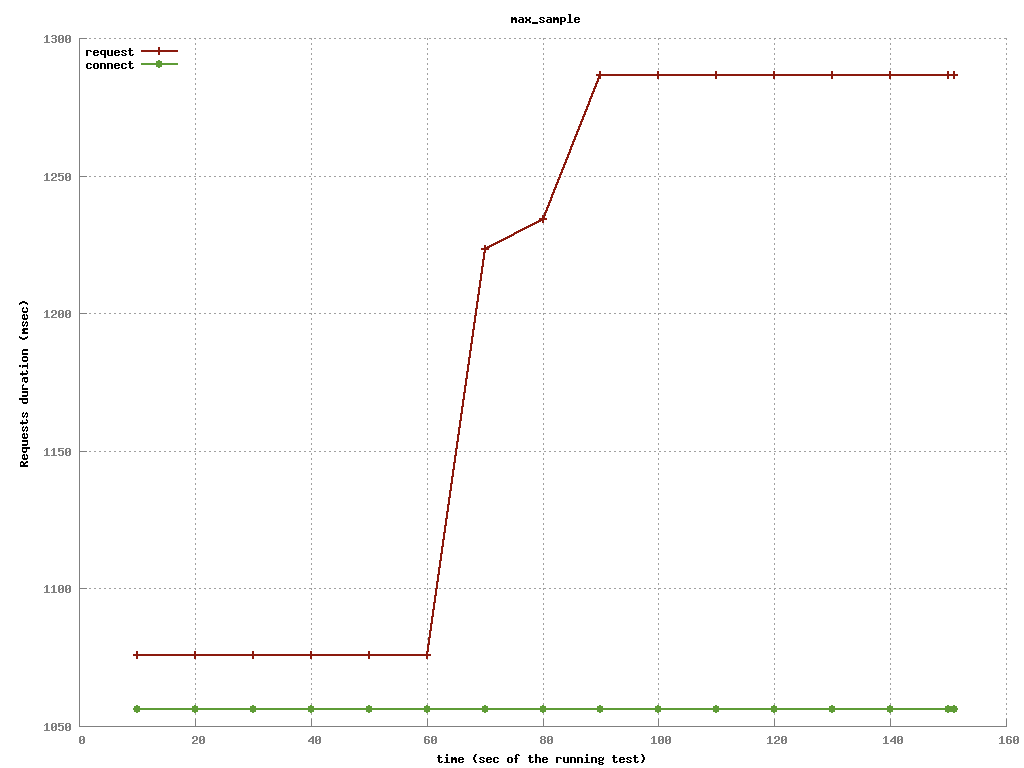 max_sample
request
connect
1300
1250
1200
1150
1100
1050
Requests duration (msec)
0 20 40 60 80 100 120 140 160
time (sec of the running test)